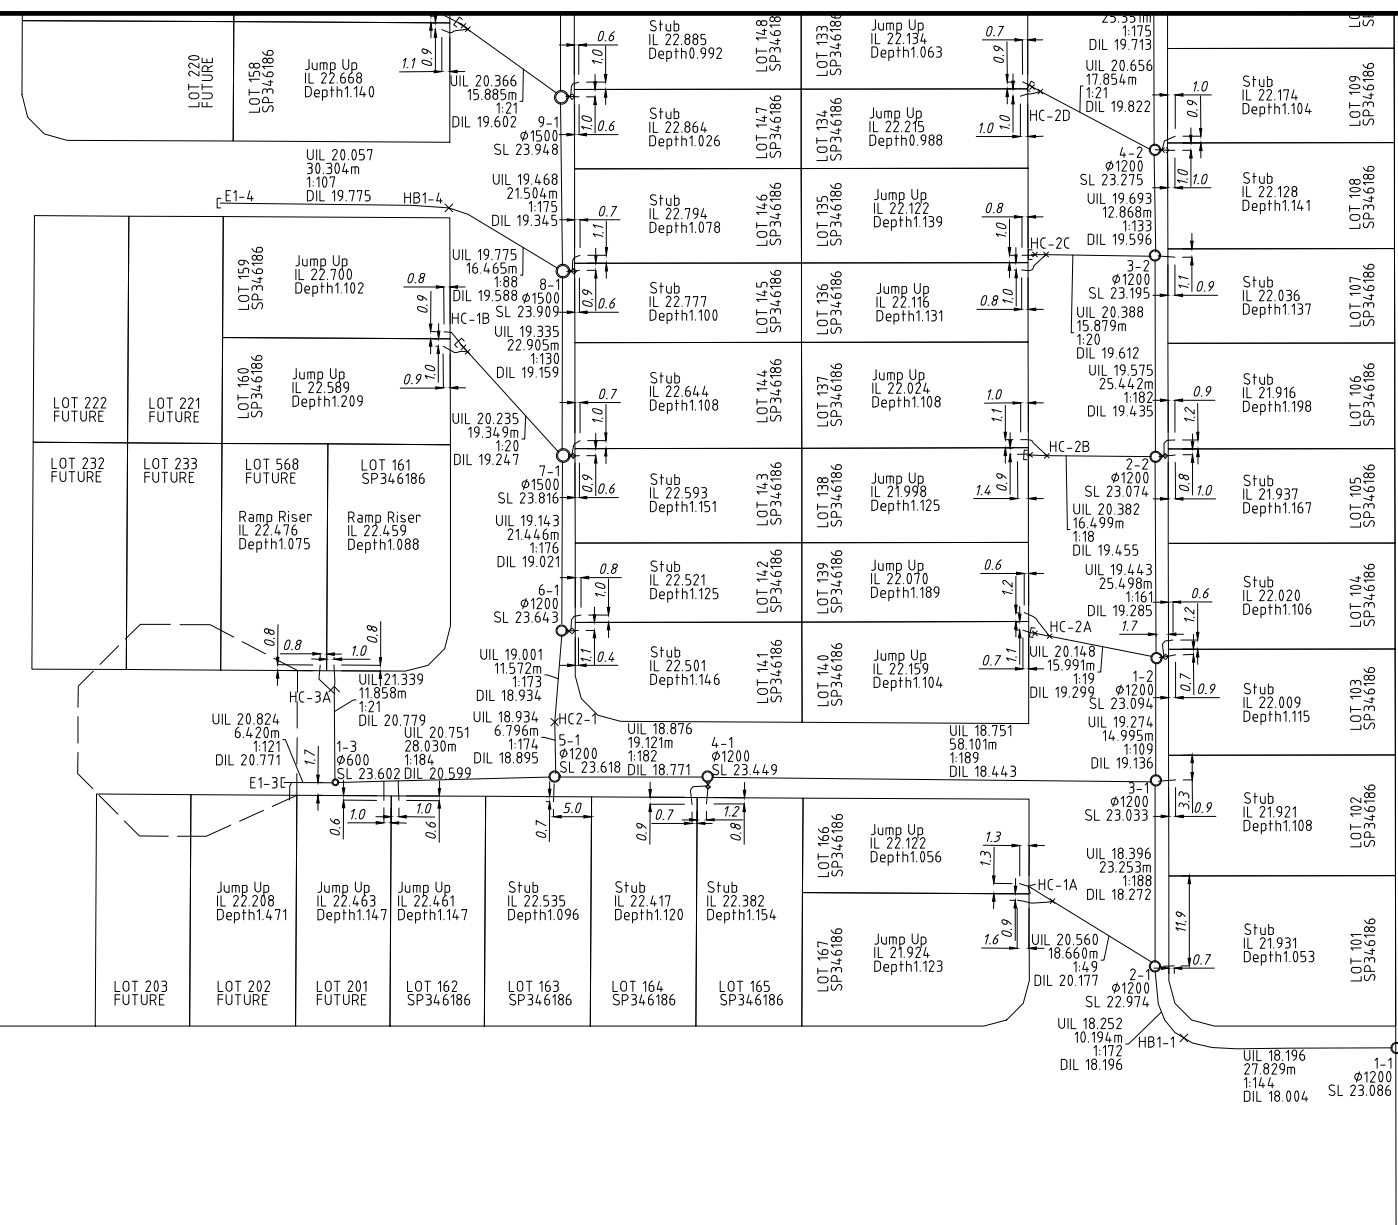 LOT 220
FUTURE
LOT 158
SP346186
Jump Up
IL 22.668
Depth1.140
1.1
0.9
UIL 20.366
15.885m
1:21
DIL 19.602
9-1
ϕ1500
SL 23.948
0.6
1.0
1.0
0.6
Stub
IL 22.885
Depth0.992
LOT 148
SP346186
LOT 133
SP346186
Jump Up
IL 22.134
Depth1.063
0.7
0.9
1:175
DIL 19.713
UIL 20.656
17.854m
1:21
DIL 19.822
1.0
0.9
Stub
IL 22.174
Depth1.104
LOT 109
SP346186
Stub
IL 22.864
Depth1.026
LOT 147
SP346186
LOT 134
SP346186
Jump Up
IL 22.215
Depth0.988
1.0
1.0
HC-2D
4-2
ϕ1200
SL 23.275
UIL 19.693
12.868m
1:133
DIL 19.596
1.0
1.0
Stub
IL 22.128
Depth1.141
LOT 108
SP346186
UIL 20.057
30.304m
1:107
DIL 19.775
E1-4
HB1-4
UIL 19.468
21.504m
1:175
DIL 19.345
0.7
1.1
Stub
IL 22.794
Depth1.078
LOT 146
SP346186
LOT 135
SP346186
Jump Up
IL 22.122
Depth1.139
0.8
1.0
HC-2C
LOT 159
SP346186
Jump Up
IL 22.700
Depth1.102
0.8
0.9
HC-1B
UIL 19.775
16.465m
1:88
DIL 19.588
8-1
ϕ1500
SL 23.909
0.9
0.6
Stub
IL 22.777
Depth1.100
LOT 145
SP346186
LOT 136
SP346186
Jump Up
IL 22.116
Depth1.131
0.8
1.0
3-2
ϕ1200
SL 23.195
1.1
0.9
Stub
IL 22.036
Depth1.137
LOT 107
SP346186
UIL 19.335
22.905m
1:130
DIL 19.159
UIL 20.388
15.879m
1:20
DIL 19.612
LOT 160
SP346186
Jump Up
IL 22.589
Depth1.209
0.9
1.0
0.7
1.0
Stub
IL 22.644
Depth1.108
LOT 144
SP346186
LOT 137
SP346186
Jump Up
IL 22.024
Depth1.108
1.0
1.1
UIL 19.575
25.442m
1:182
DIL 19.435
0.9
1.2
Stub
IL 21.916
Depth1.198
LOT 106
SP346186
LOT 222
FUTURE
LOT 221
FUTURE
UIL 20.235
19.349m
1:20
DIL 19.247
HC-2B
LOT 232
FUTURE
LOT 233
FUTURE
LOT 568
FUTURE
LOT 161
SP346186
7-1
ϕ1500
SL 23.816
0.9
0.6
Stub
IL 22.593
Depth1.151
LOT 143
SP346186
LOT 138
SP346186
Jump Up
IL 21.998
Depth1.125
1.4
0.9
2-2
ϕ1200
SL 23.074
0.8
1.0
Stub
IL 21.937
Depth1.167
LOT 105
SP346186
Ramp Riser
IL 22.476
Depth1.075
Ramp Riser
IL 22.459
Depth1.088
UIL 19.143
21.446m
1:176
DIL 19.021
UIL 20.382
16.499m
1:18
DIL 19.455
6-1
ϕ1200
SL 23.643
0.8
1.0
Stub
IL 22.521
Depth1.125
LOT 142
SP346186
LOT 139
SP346186
Jump Up
IL 22.070
Depth1.189
0.6
1.2
UIL 19.443
25.498m
1:161
DIL 19.285
0.6
1.2
Stub
IL 22.020
Depth1.106
LOT 104
SP346186
1.7
HC-2A
0.8
0.8
1.0
0.8
UIL 19.001
11.572m
1:173
DIL 18.934
1.1
0.4
Stub
IL 22.501
Depth1.146
LOT 141
SP346186
LOT 140
SP346186
Jump Up
IL 22.159
Depth1.104
0.7
1.1
UIL 20.148
15.991m
1:19
DIL 19.299
1-2
ϕ1200
SL 23.094
0.7
0.9
Stub
IL 22.009
Depth1.115
LOT 103
SP346186
HC-3A
UIL 21.339
11.858m
1:21
DIL 20.779
UIL 20.824
6.420m
1:121
DIL 20.771
1.7
1-3
ϕ600
SL 23.602
UIL 20.751
28.030m
1:184
DIL 20.599
UIL 18.934
6.796m
1:174
DIL 18.895
HC2-1
5-1
ϕ1200
SL 23.618
UIL 18.876
19.121m
1:182
DIL 18.771
4-1
ϕ1200
SL 23.449
UIL 18.751
58.101m
1:189
DIL 18.443
UIL 19.274
14.995m
1:109
DIL 19.136
E1-3
0.6
1.0
1.0
0.6
0.7
5.0
0.9
0.7
1.2
0.8
3-1
ϕ1200
SL 23.033
3.3
0.9
Stub
IL 21.921
Depth1.108
LOT 102
SP346186
LOT 166
SP346186
Jump Up
IL 22.122
Depth1.056
1.3
1.3
HC-1A
UIL 18.396
23.253m
1:188
DIL 18.272
Jump Up
IL 22.208
Depth1.471
Jump Up
IL 22.463
Depth1.147
Jump Up
IL 22.461
Depth1.147
Stub
IL 22.535
Depth1.096
Stub
IL 22.417
Depth1.120
Stub
IL 22.382
Depth1.154
LOT 167
SP346186
Jump Up
IL 21.924
Depth1.123
1.6
0.9
UIL 20.560
18.660m
1:49
DIL 20.177
11.9
0.7
Stub
IL 21.931
Depth1.053
LOT 101
SP346186
LOT 203
FUTURE
LOT 202
FUTURE
LOT 201
FUTURE
LOT 162
SP346186
LOT 163
SP346186
LOT 164
SP346186
LOT 165
SP346186
2-1
ϕ1200
SL 22.974
UIL 18.252
10.194m
1:172
DIL 18.196
HB1-1
UIL 18.196
27.829m
1:144
DIL 18.004
1-1
ϕ1200
SL 23.086